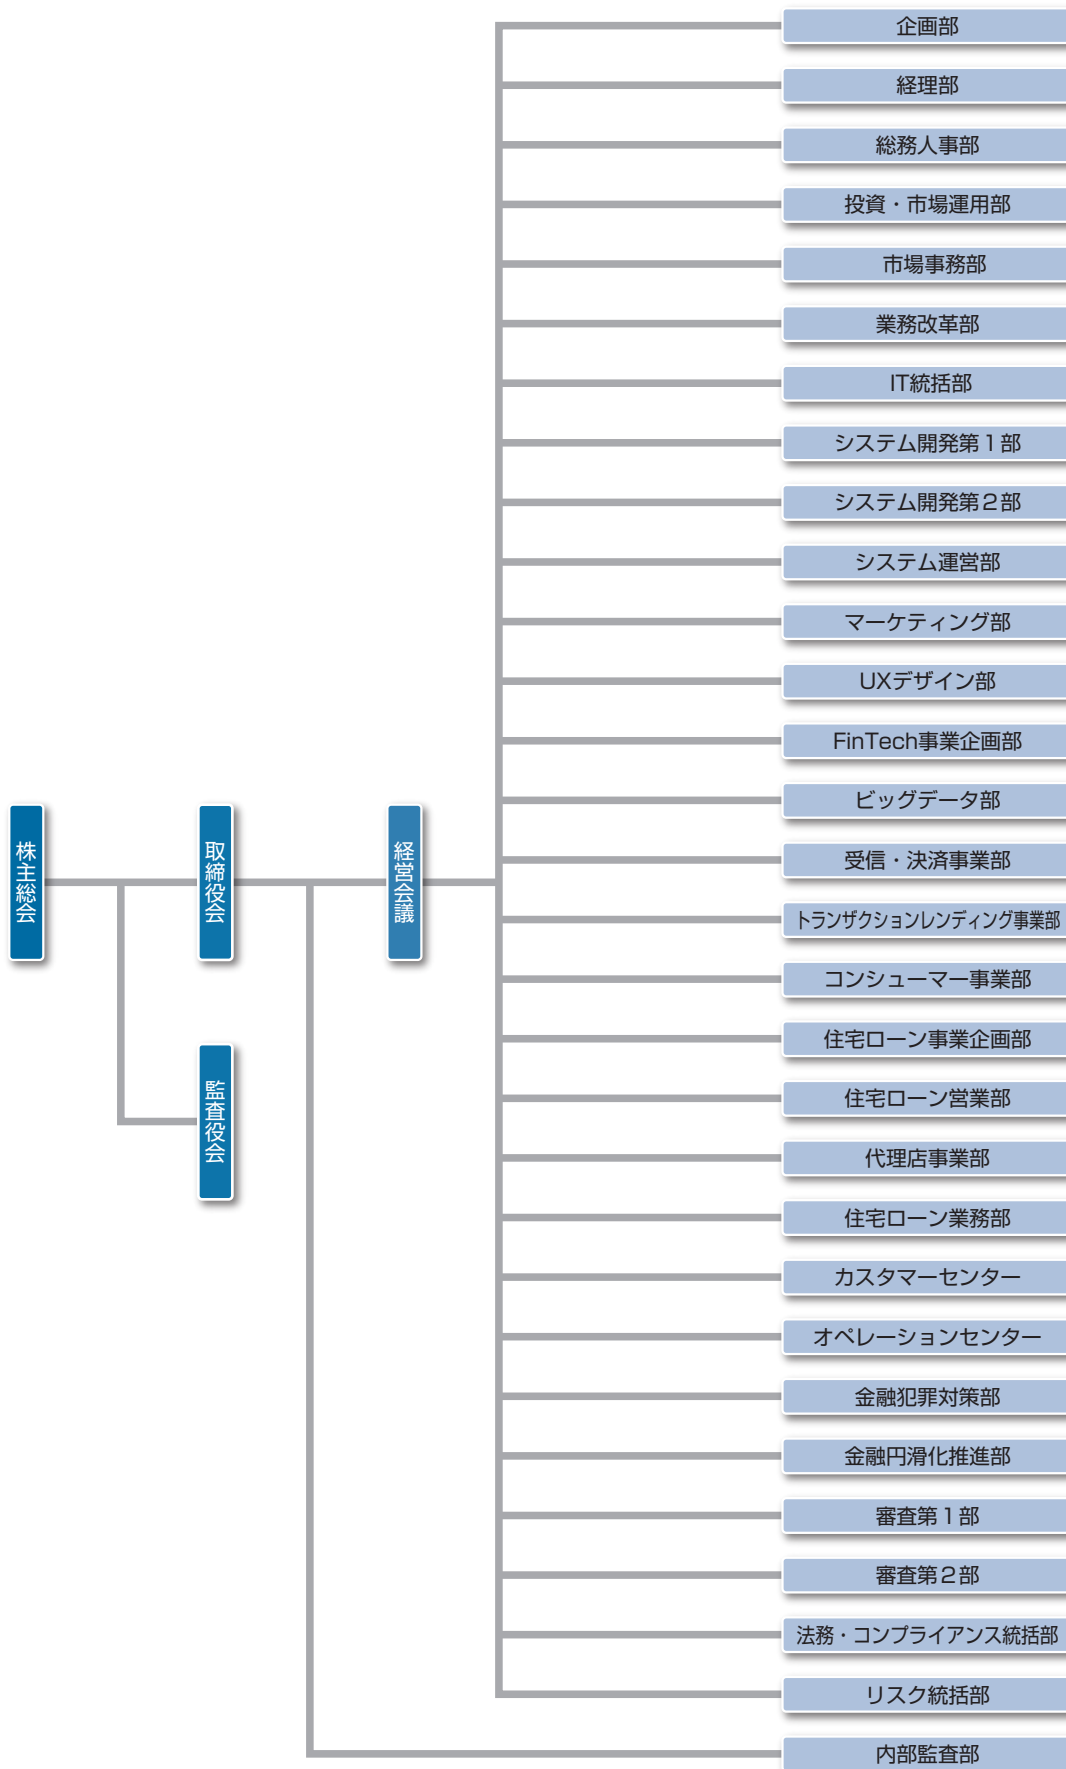 株主総会
取締役会
監査役会
経営会議
企画部
経理部
総務人事部
投資・市場運用部
市場事務部
業務改革部
IT統括部
システム開発第1部
システム開発第2部
システム運営部
マーケティング部
UXデザイン部
FinTech事業企画部
ビッグデータ部
受信・決済事業部
トランザクションレンディング事業部
コンシューマー事業部
住宅ローン事業企画部
住宅ローン営業部
代理店事業部
住宅ローン業務部
カスタマーセンター
オペレーションセンター
金融犯罪対策部
金融円滑化推進部
審査第1部
審査第2部
法務・コンプライアンス統括部
リスク統括部
内部監査部